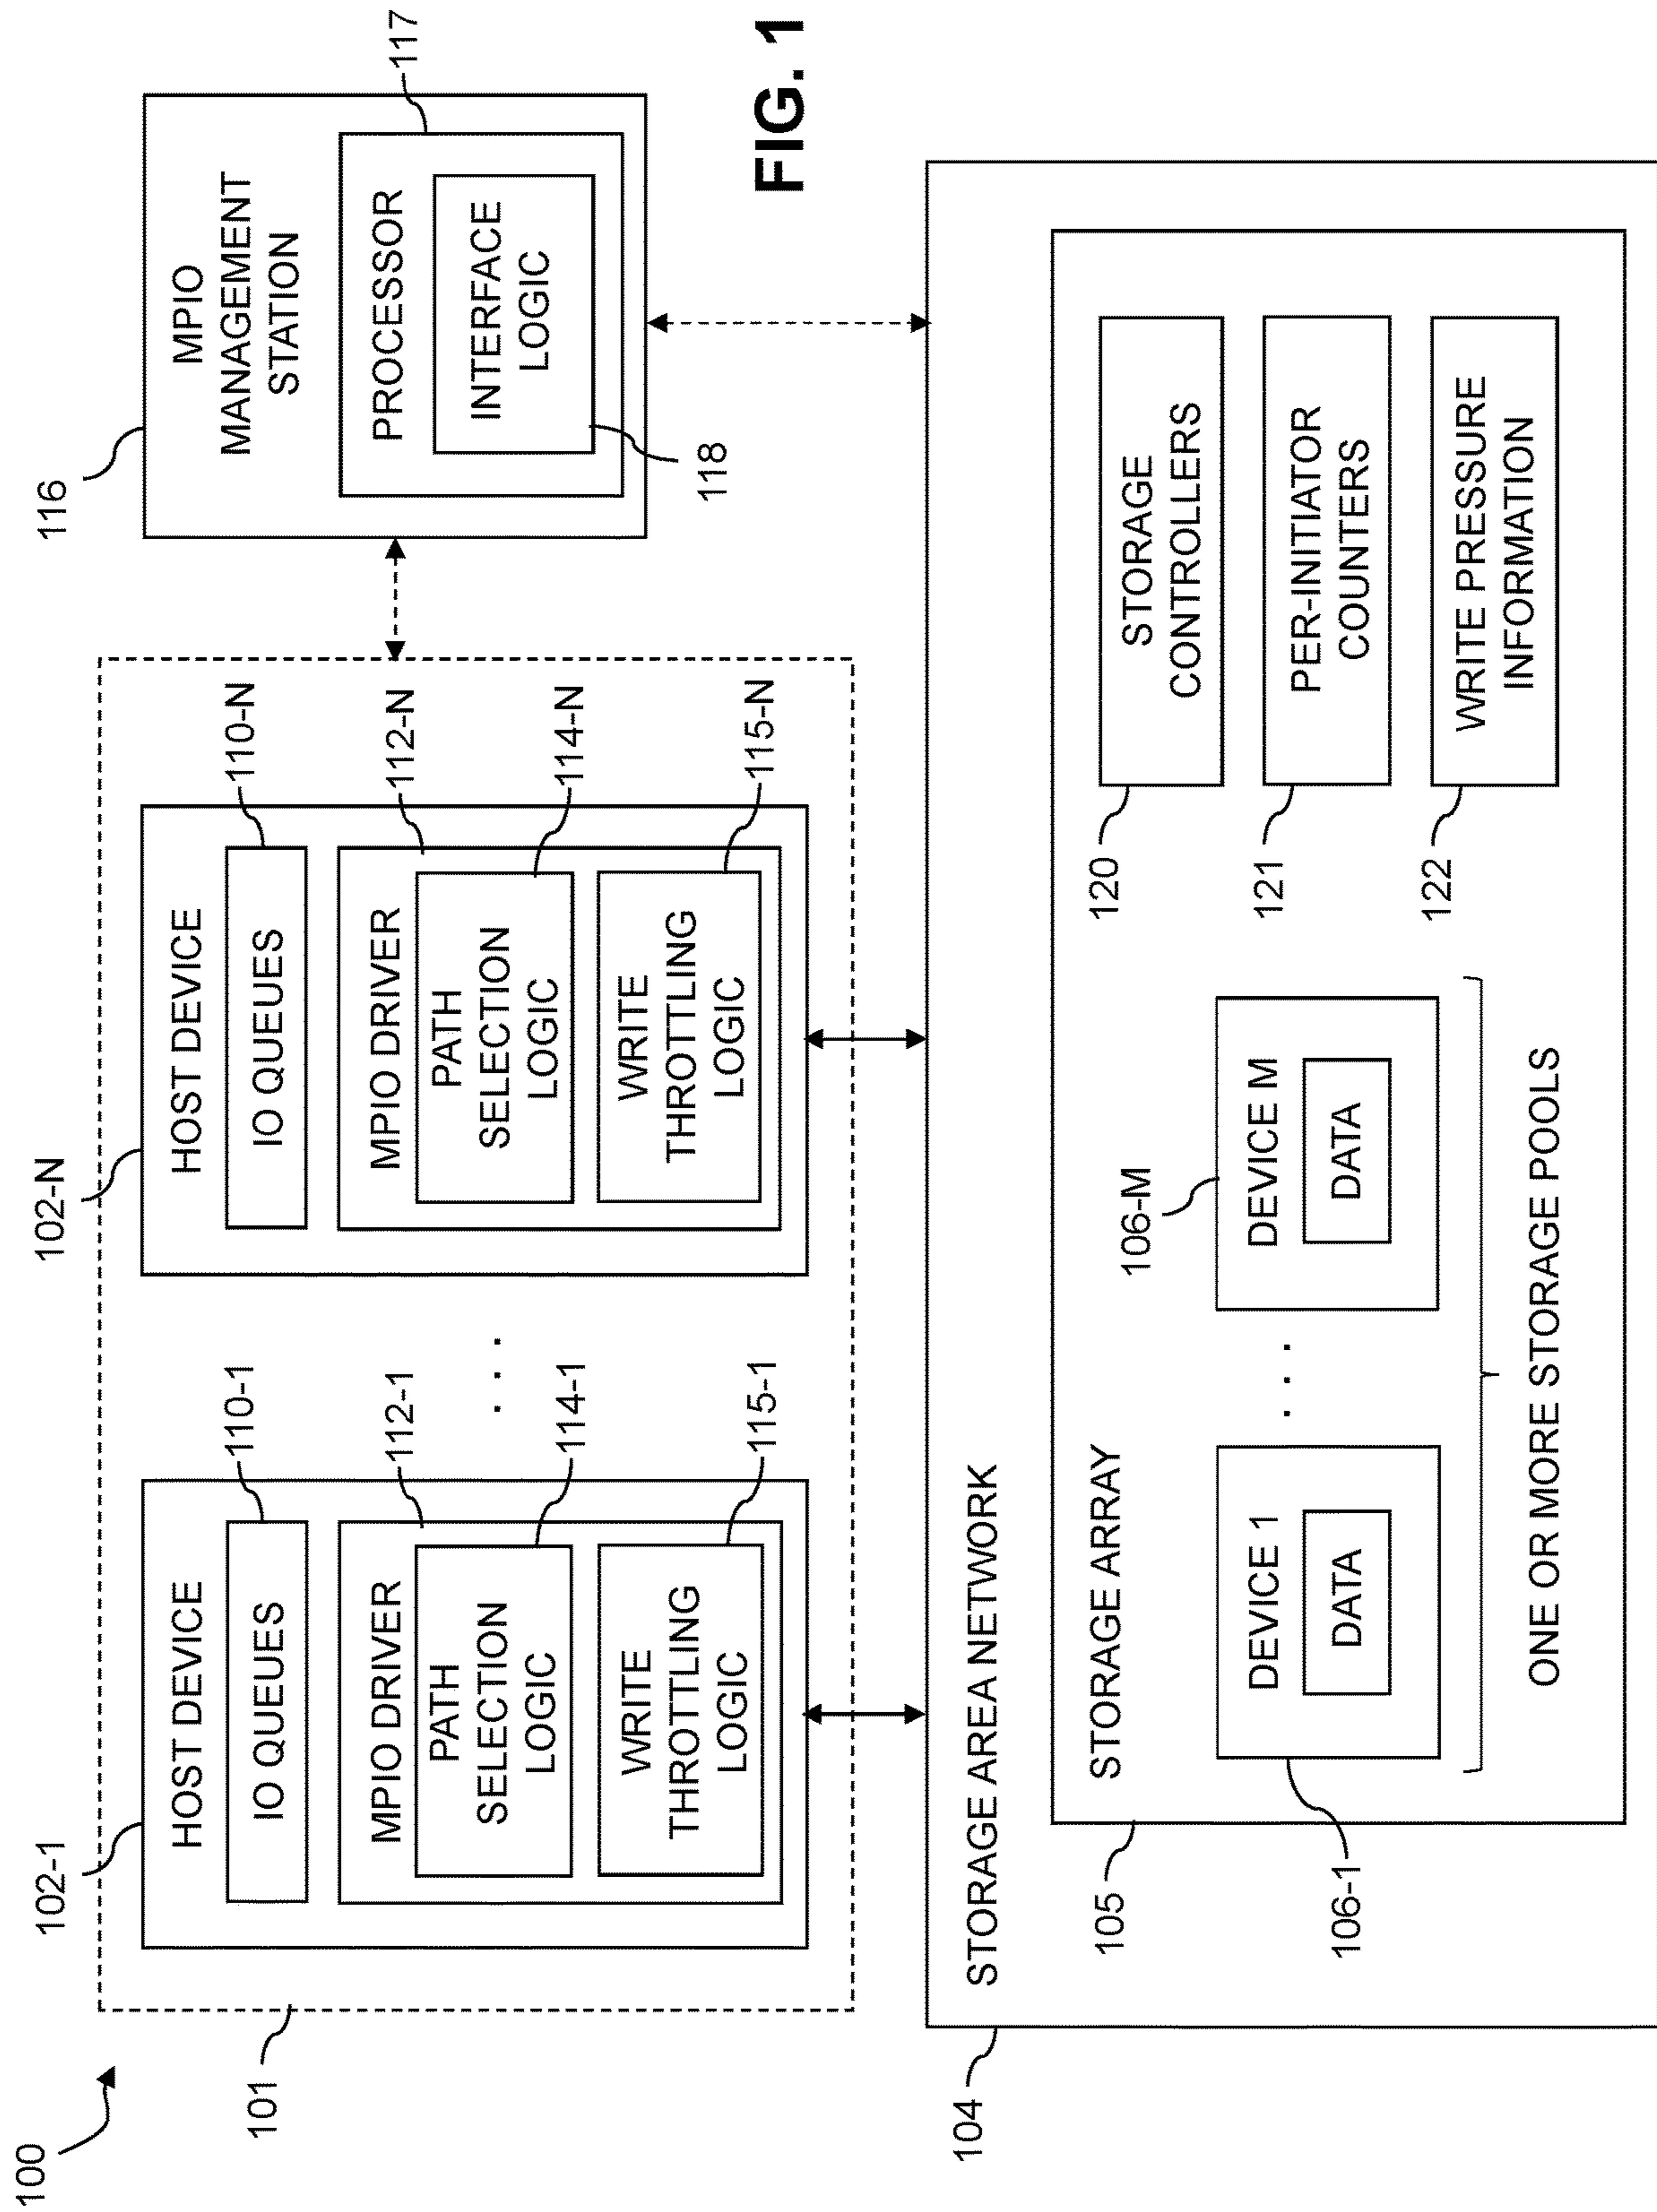 100
101
102-1
HOST DEVICE
IO QUEUES
110-1
MPIO DRIVER
112-1
PATH
SELECTION
LOGIC
114-1
WRITE
THROTTLING
LOGIC
115-1
. . .
102-N
HOST DEVICE
IO QUEUES
110-N
MPIO DRIVER
112-N
PATH
SELECTION
LOGIC
114-N
WRITE
THROTTLING
LOGIC
115-N
116
MPIO
MANAGEMENT
STATION
PROCESSOR
117
INTERFACE
LOGIC
118
FIG. 1
104
STORAGE AREA NETWORK
105
STORAGE ARRAY
106-1
DEVICE 1
DATA
. . .
106-M
DEVICE M
DATA
ONE OR MORE STORAGE POOLS
120
STORAGE
CONTROLLERS
121
PER-INITIATOR
COUNTERS
122
WRITE PRESSURE
INFORMATION